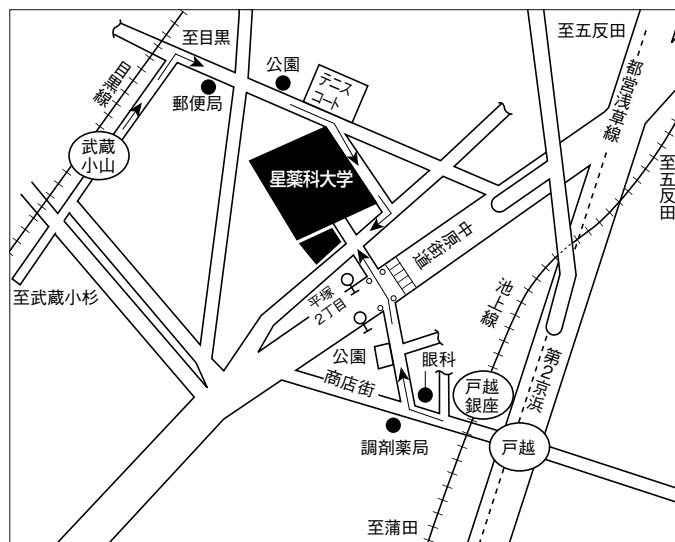 至目黒
至五反田
公園
テニス
コート
目黒線
郵便局
都営浅草線
武蔵
小山
星薬科大学
至五反田
中原街道
至武蔵小杉
平塚
2丁目
池上線
公園
眼科
第2京浜
商店街
戸越
銀座
調剤薬局
戸越
至蒲田